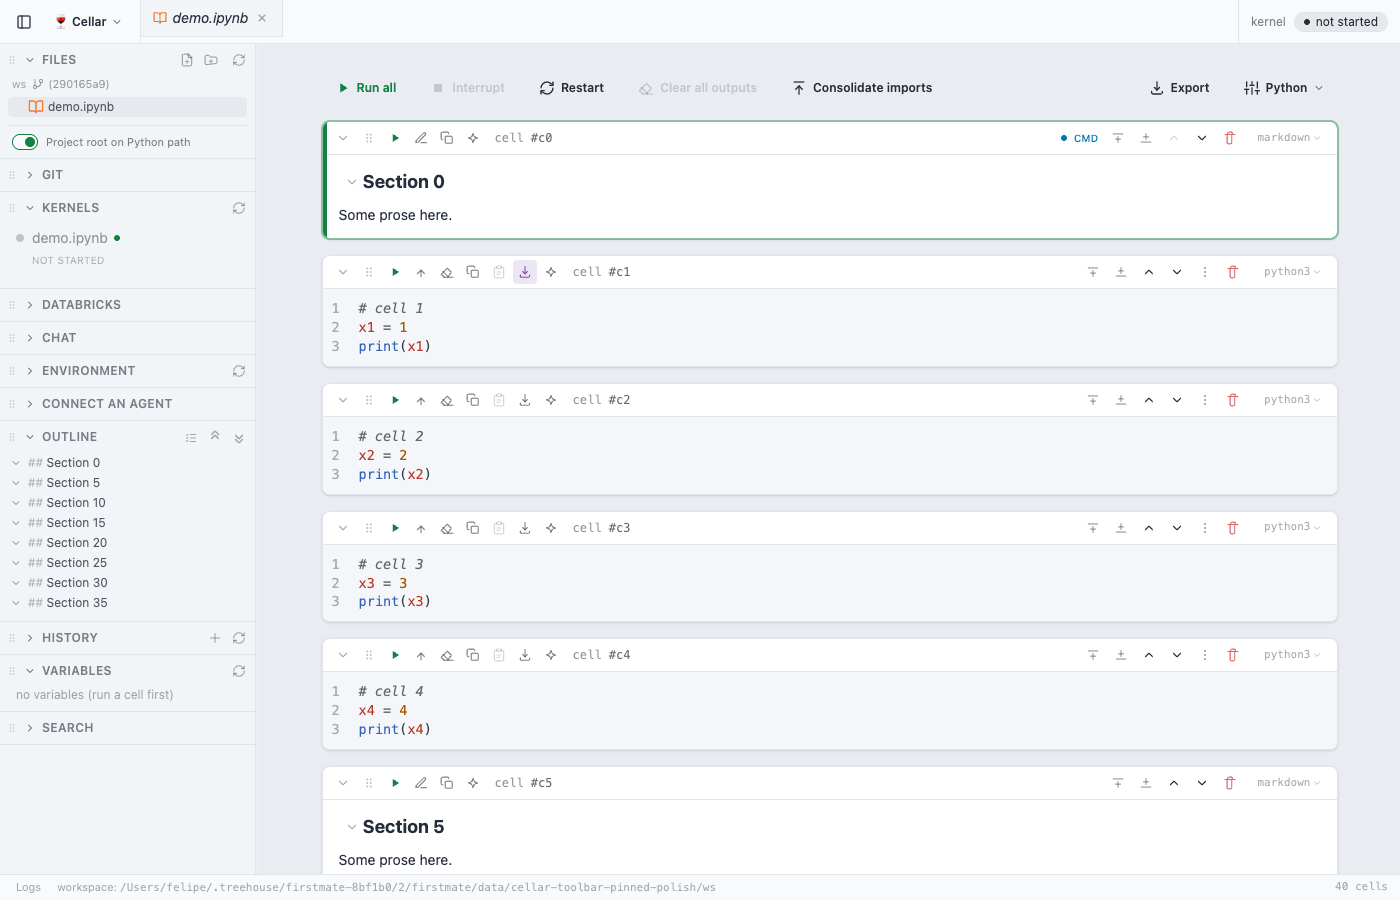 Cellar
demo.ipynb
kernel
not started
FILES
ws (290165a9)
demo.ipynb
Project root on Python path
GIT
KERNELS
demo.ipynb
NOT STARTED
DATABRICKS
CHAT
ENVIRONMENT
CONNECT AN AGENT
OUTLINE
## Section 0
## Section 5
## Section 10
## Section 15
## Section 20
## Section 25
## Section 30
## Section 35
HISTORY
VARIABLES
no variables (run a cell first)
SEARCH
Run all Interrupt Restart Clear all outputs Consolidate imports Export Python
cell #c0 CMD markdown
Section 0
Some prose here.
cell #c1 python3
1 # cell 1
2 x1 = 1
3 print(x1)
cell #c2 python3
1 # cell 2
2 x2 = 2
3 print(x2)
cell #c3 python3
1 # cell 3
2 x3 = 3
3 print(x3)
cell #c4 python3
1 # cell 4
2 x4 = 4
3 print(x4)
cell #c5 markdown
Section 5
Some prose here.
Logs workspace: /Users/felipe/.treehouse/firstmate-8bf1b0/2/firstmate/data/cellar-toolbar-pinned-polish/ws 40 cells